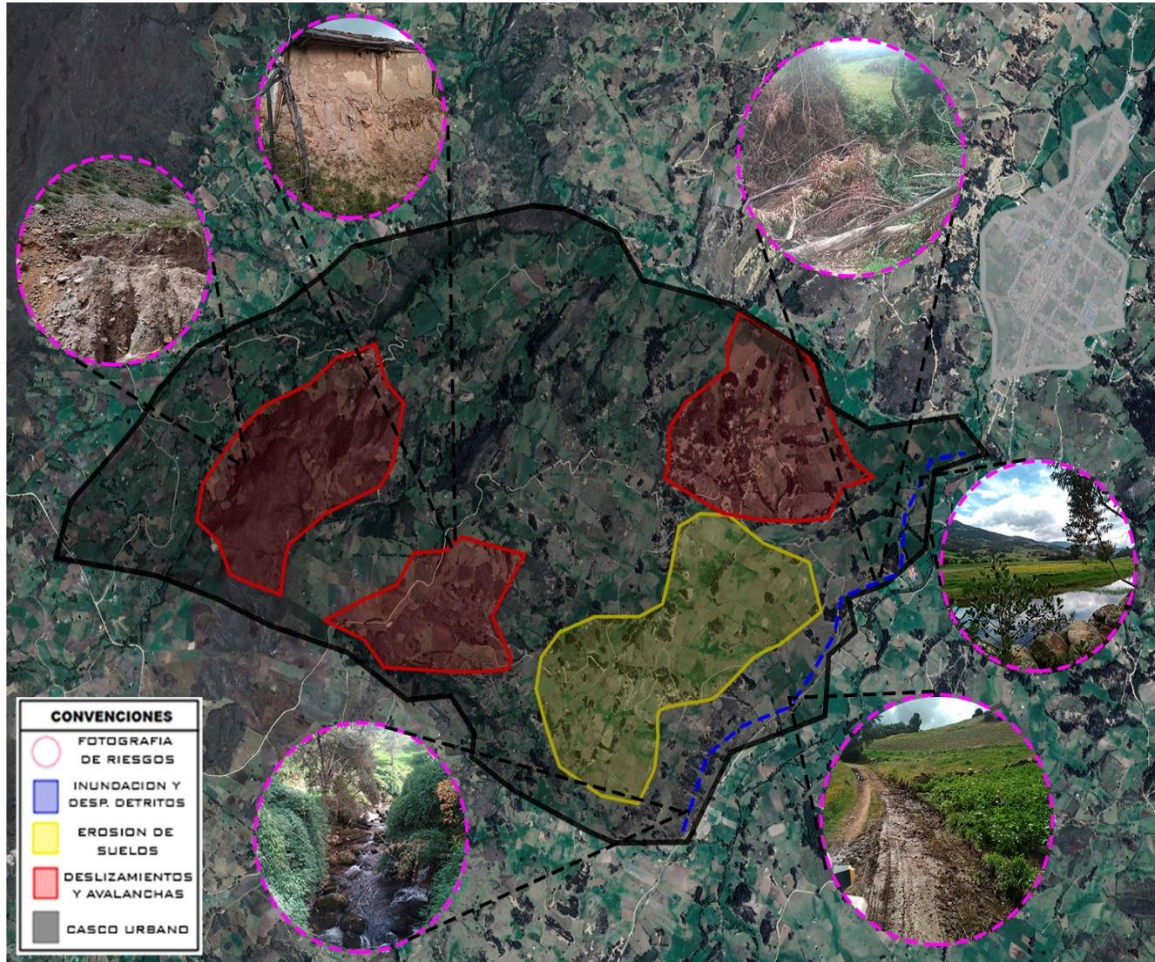 CONVENCIONES
FOTOGRAFIA
DE RIESGOS
INUNDACION Y
DESP. DETRITOS
EROSION DE
SUELOS
DESLIZAMIENTOS
Y AVALANCHAS
CASCO URBANO